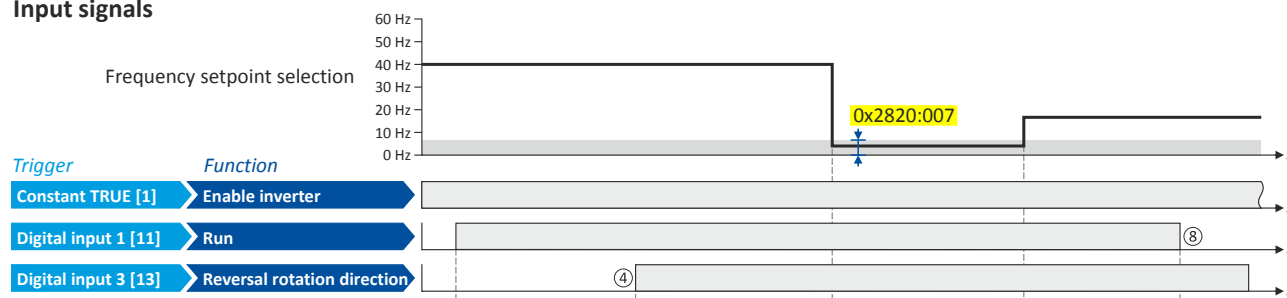 Input signals
60 Hz
50 Hz
40 Hz
Frequency setpoint selection
30 Hz
20 Hz
0x2820:007
10 Hz
0 Hz
Trigger Function
Constant TRUE [1] Enable inverter
Digital input 1 [11] Run ⑧
Digital input 3 [13] Reversal rotation direction ④